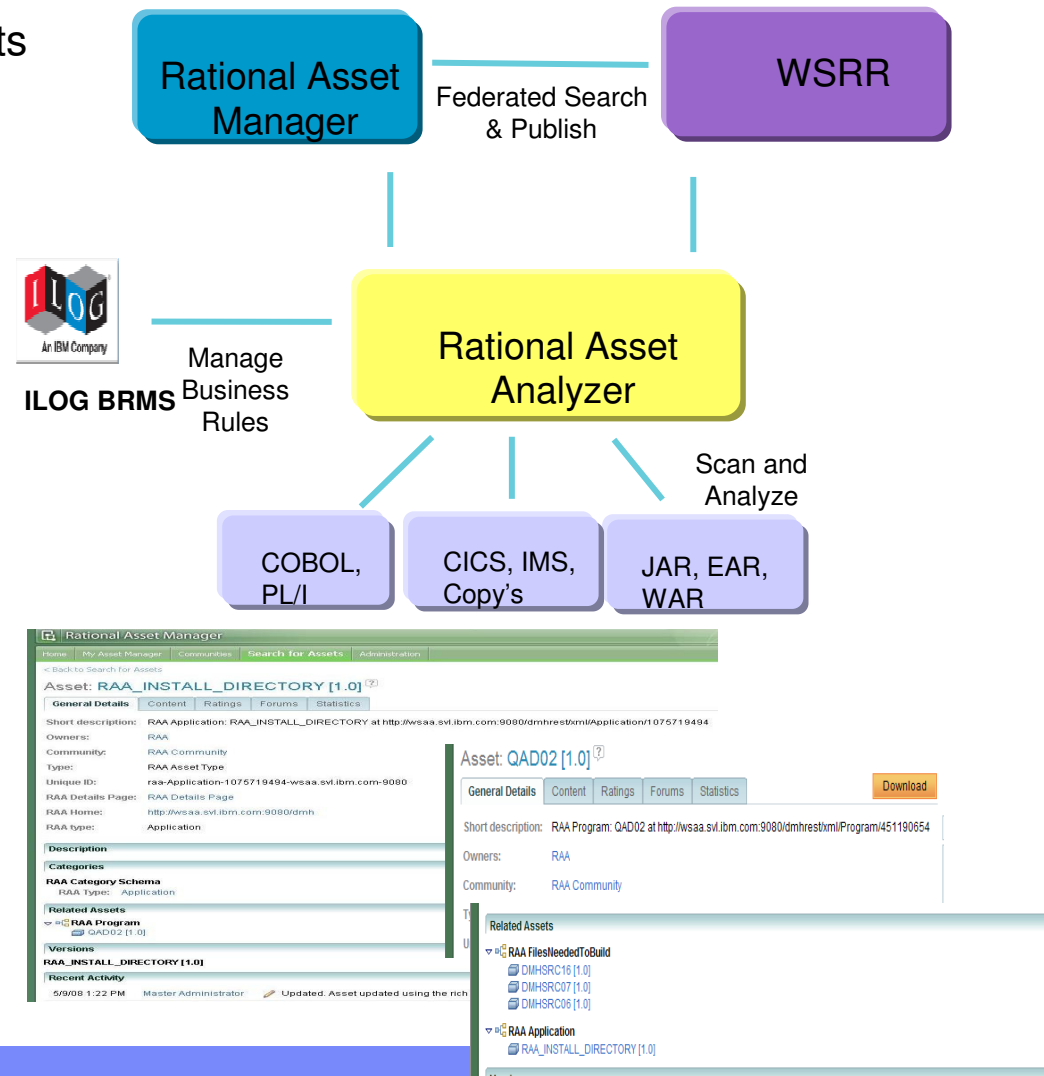 ts
Rational Asset
Manager
Federated Search
& Publish
WSRR
ILOG
An IBM Company
ILOG BRMS
Manage
Business
Rules
Rational Asset
Analyzer
Scan and
Analyze
COBOL,
PL/I
CICS, IMS,
Copy's
JAR, EAR,
WAR
Rational Asset Manager
Home My Asset Manager Communities Search for Assets Administration
< Back to Search for Assets
Asset: RAA_INSTALL_DIRECTORY [1.0] ?
General Details Content Ratings Forums Statistics
Short description: RAA Application: RAA_INSTALL_DIRECTORY at http://wsaa.svl.ibm.com:9080/dmhrest/xml/Application/1075719494
Owners: RAA
Community: RAA Community
Type: RAA Asset Type
Unique ID: raa-Application-1075719494-wsaa.svl.ibm.com-9080
RAA Details Page: RAA Details Page
RAA Home: http://wsaa.svl.ibm.com:9080/dmh
RAA type: Application
Description
Categories
RAA Category Schema
RAA Type: Application
Related Assets
RAA Program
QAD02 [1.0]
Versions
RAA_INSTALL_DIRECTORY [1.0]
Recent Activity
5/9/08 1:22 PM Master Administrator Updated. Asset updated using the rich
Asset: QAD02 [1.0] ?
General Details Content Ratings Forums Statistics
Download
Short description: RAA Program: QAD02 at http://wsaa.svl.ibm.com:9080/dmhrest/xml/Program/451190654
Owners: RAA
Community: RAA Community
Ty
U
Related Assets
RAA FilesNeededToBuild
DMHSRC16 [1.0]
DMHSRC07 [1.0]
DMHSRC06 [1.0]
RAA Application
RAA_INSTALL_DIRECTORY [1.0]